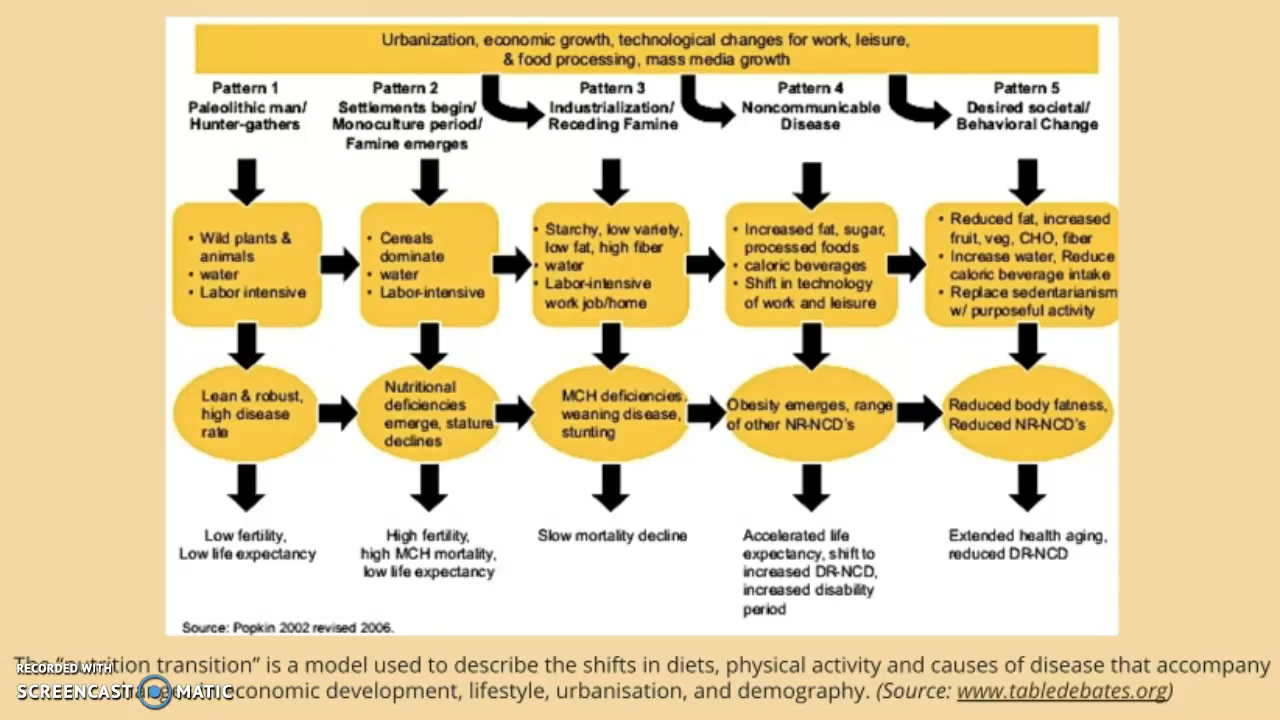 Urbanization, economic growth, technological changes for work, leisure,
& food processing, mass media growth
Pattern 1
Paleolithic man/
Hunter-gathers
Pattern 2
Settlements begin/
Monoculture period/
Famine emerges
Pattern 3
Industrialization/
Receding Famine
Pattern 4
Noncommunicable
Disease
Pattern 5
Desired societal/
Behavioral Change
• Wild plants &
animals
• water
• Labor intensive
• Cereals
dominate
• water
• Labor-intensive
• Starchy, low variety,
low fat, high fiber
• water
• Labor-intensive
work job/home
• Increased fat, sugar,
processed foods
• caloric beverages
• Shift in technology
of work and leisure
• Reduced fat, increased
fruit, veg, CHO, fiber
• Increase water, Reduce
caloric beverage intake
• Replace sedentarianism
w/ purposeful activity
Lean & robust,
high disease
rate
Nutritional
deficiencies
emerge, stature
declines
MCH deficiencies,
weaning disease,
stunting
Obesity emerges, range
of other NR-NCD's
Reduced body fatness,
Reduced NR-NCD's
Low fertility,
Low life expectancy
High fertility,
high MCH mortality,
low life expectancy
Slow mortality decline
Accelerated life
expectancy, shift to
increased DR-NCD,
increased disability
period
Extended health aging,
reduced DR-NCD
Source: Popkin 2002 revised 2006.
The “nutrition transition” is a model used to describe the shifts in diets, physical activity and causes of disease that accompany
economic development, lifestyle, urbanisation, and demography. (Source: www.tabledebates.org)
RECORDED WITH
SCREENCAST MATIC